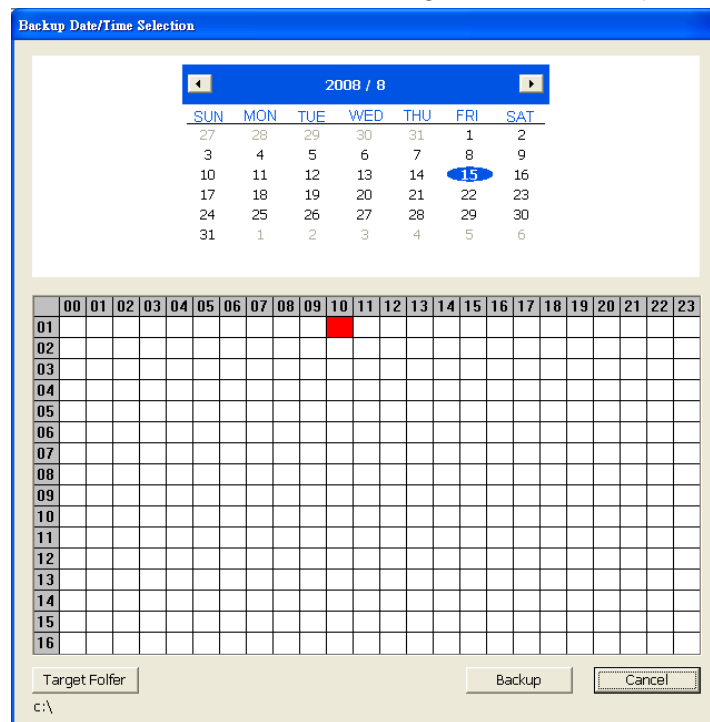 Backup Date/Time Selection
2008 / 8
SUN MON TUE WED THU FRI SAT
27 28 29 30 31 1 2
3 4 5 6 7 8 9
10 11 12 13 14 15 16
17 18 19 20 21 22 23
24 25 26 27 28 29 30
31 1 2 3 4 5 6
00 01 02 03 04 05 06 07 08 09 10 11 12 13 14 15 16 17 18 19 20 21 22 23
01
02
03
04
05
06
07
08
09
10
11
12
13
14
15
16
Target Folfer Backup Cancel
c:\